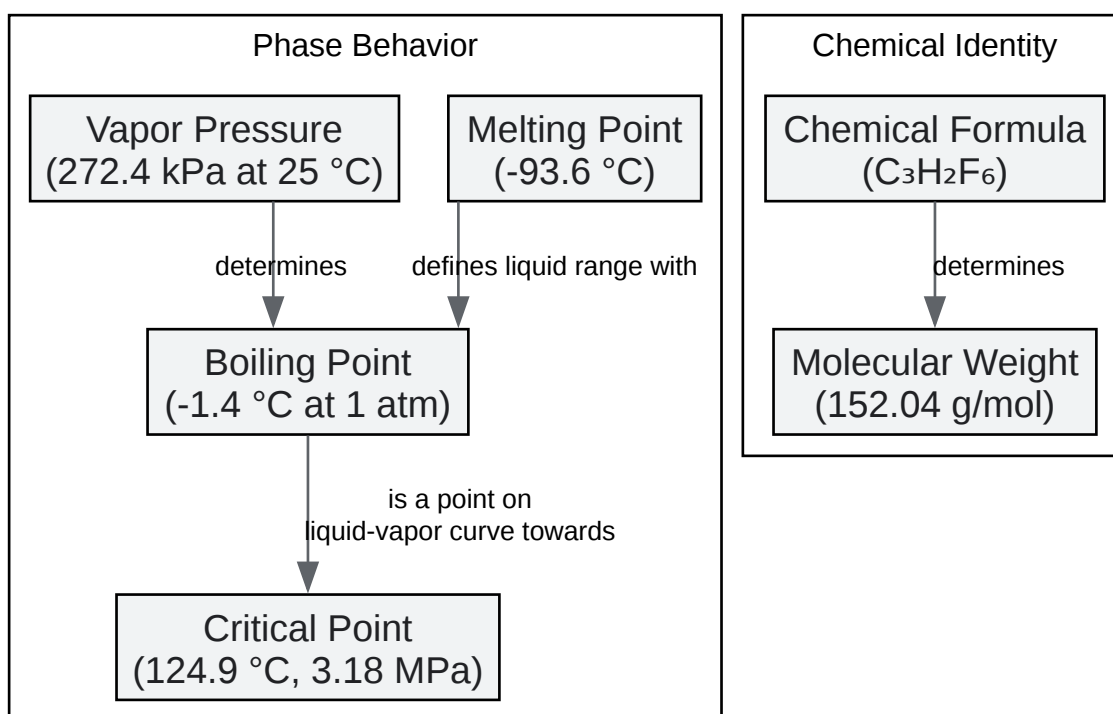 Phase Behavior
Vapor Pressure
(272.4 kPa at 25 °C)
Melting Point
(-93.6 °C)
determines
defines liquid range with
Boiling Point
(-1.4 °C at 1 atm)
is a point on
liquid-vapor curve towards
Critical Point
(124.9 °C, 3.18 MPa)
Chemical Identity
Chemical Formula
(C₃H₂F₆)
determines
Molecular Weight
(152.04 g/mol)